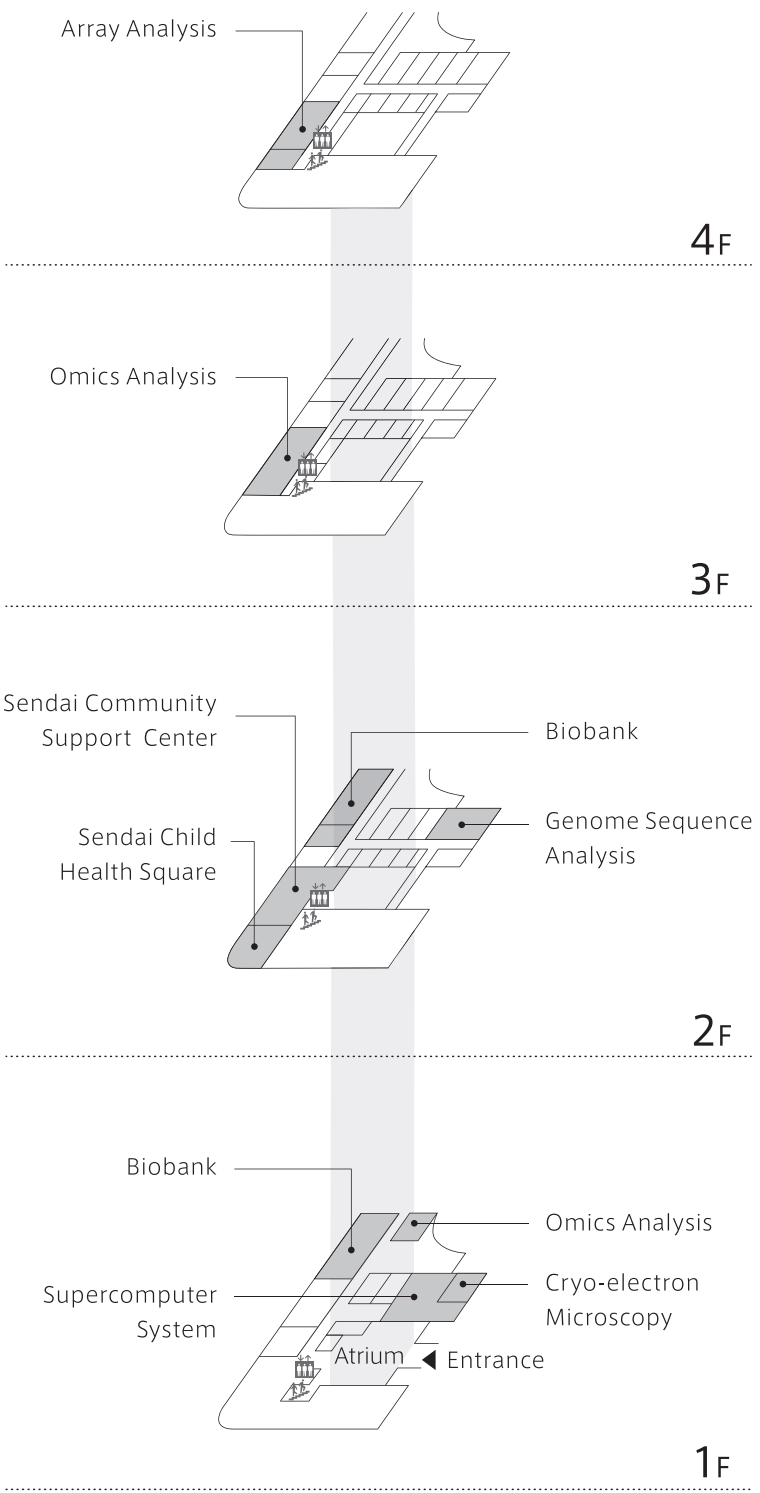 Array Analysis
4F
Omics Analysis
3F
Sendai Community
Support Center
Biobank
Sendai Child
Health Square
Genome Sequence
Analysis
2F
Biobank
Omics Analysis
Supercomputer
System
Cryo-electron
Microscopy
Atrium
Entrance
1F